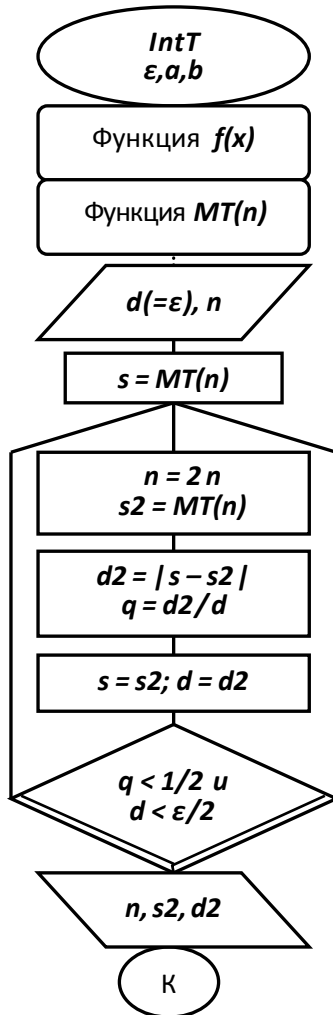 IntT
ε,a,b
Функция f(x)
Функция MT(n)
d(=ε), n
s = MT(n)
n = 2 n
s2 = MT(n)
d2 = | s – s2 |
q = d2/d
s = s2; d = d2
q < 1/2 и
d < ε/2
n, s2, d2
К